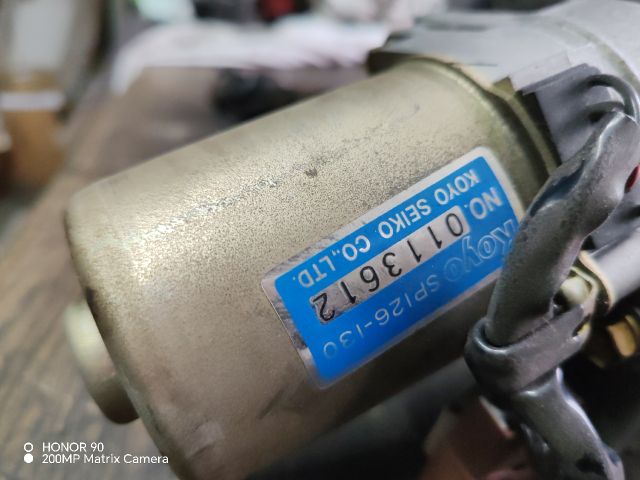 Koyo SP126-130
NO. 0113612
KOYO SEIKO CO.,LTD.
HONOR 90
200MP Matrix Camera